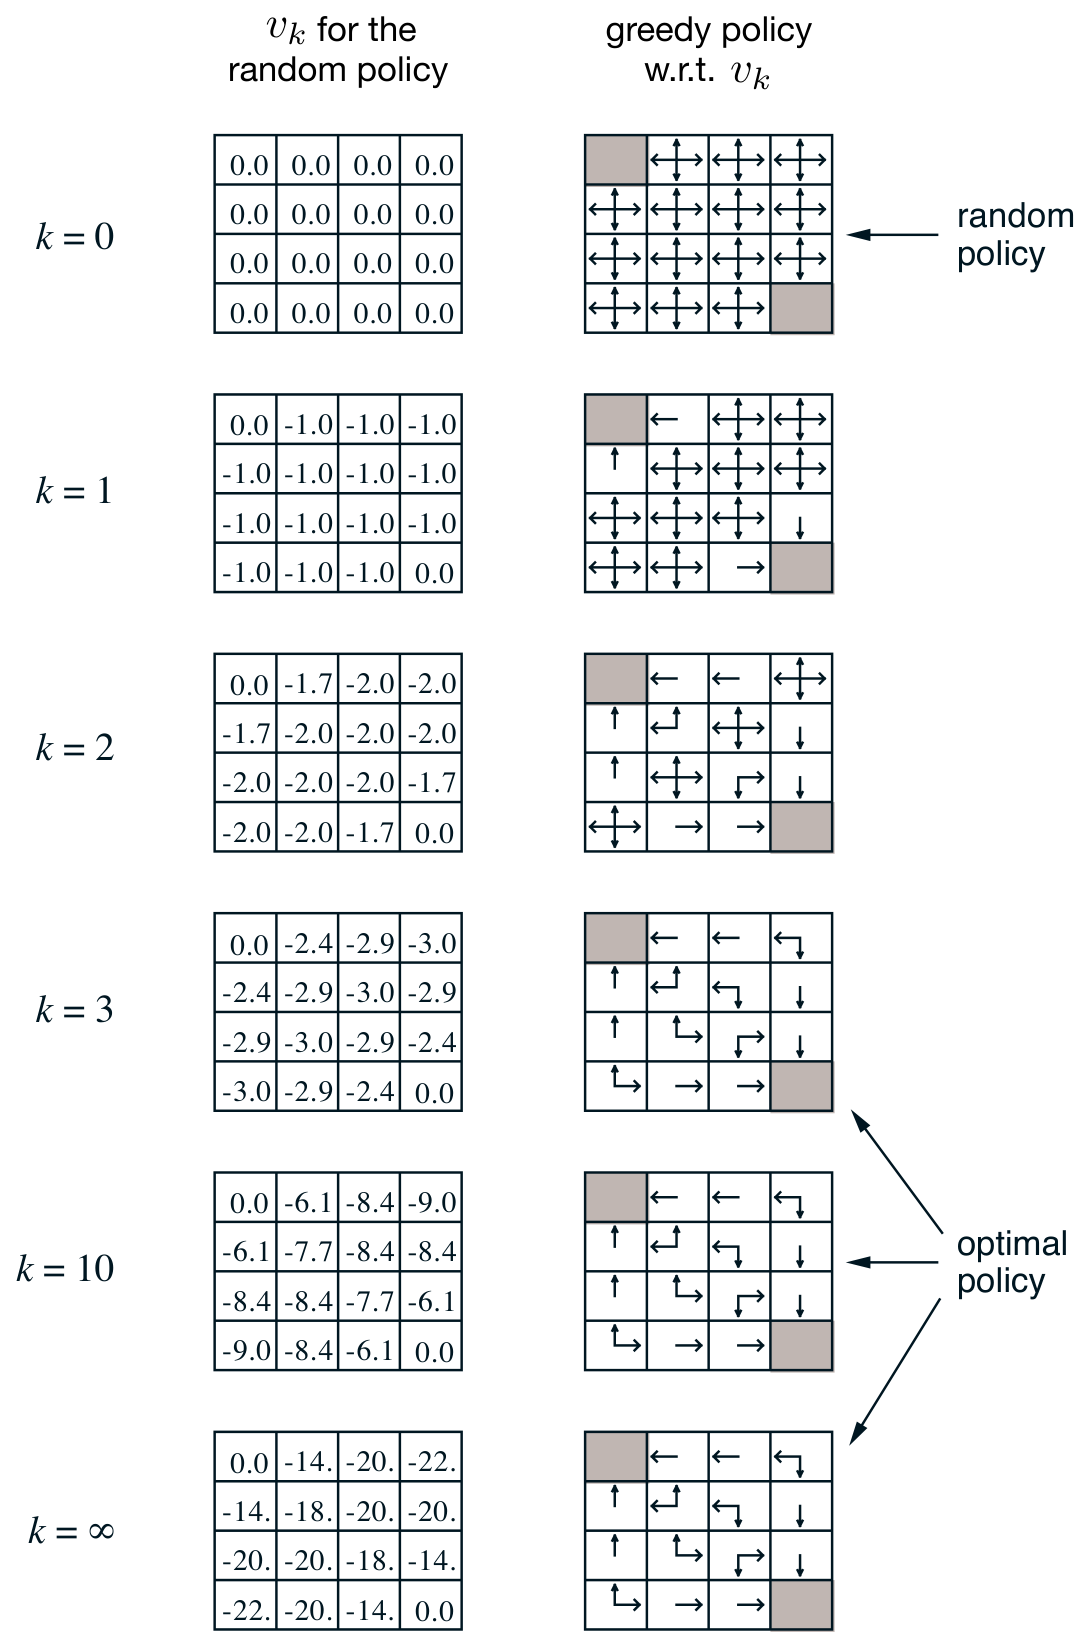 v_k for the
random policy
greedy policy
w.r.t. v_k
k = 0
0.0 0.0 0.0 0.0
0.0 0.0 0.0 0.0
0.0 0.0 0.0 0.0
0.0 0.0 0.0 0.0
random
policy
k = 1
0.0 -1.0 -1.0 -1.0
-1.0 -1.0 -1.0 -1.0
-1.0 -1.0 -1.0 -1.0
-1.0 -1.0 -1.0 0.0
k = 2
0.0 -1.7 -2.0 -2.0
-1.7 -2.0 -2.0 -2.0
-2.0 -2.0 -2.0 -1.7
-2.0 -2.0 -1.7 0.0
k = 3
0.0 -2.4 -2.9 -3.0
-2.4 -2.9 -3.0 -2.9
-2.9 -3.0 -2.9 -2.4
-3.0 -2.9 -2.4 0.0
k = 10
0.0 -6.1 -8.4 -9.0
-6.1 -7.7 -8.4 -8.4
-8.4 -8.4 -7.7 -6.1
-9.0 -8.4 -6.1 0.0
optimal
policy
k = ∞
0.0 -14. -20. -22.
-14. -18. -20. -20.
-20. -20. -18. -14.
-22. -20. -14. 0.0